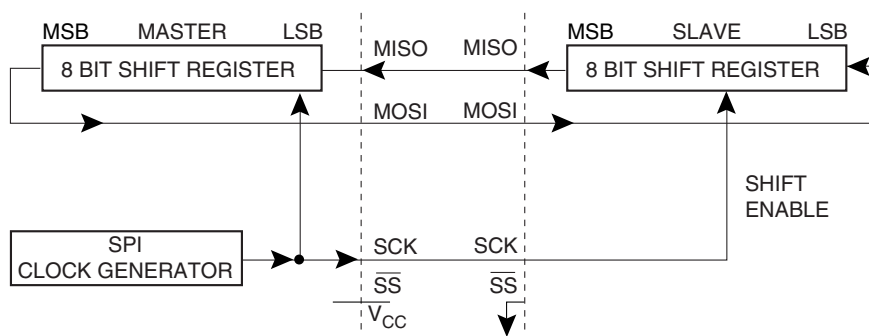 MSB MASTER LSB
MISO MISO
MSB SLAVE LSB
8 BIT SHIFT REGISTER
8 BIT SHIFT REGISTER
MOSI MOSI
SHIFT
ENABLE
SPI
CLOCK GENERATOR
SCK SCK
SS SS
VCC